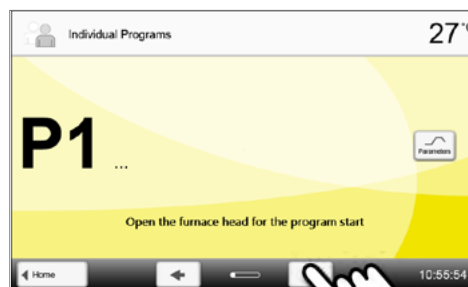 Individual Programs
27°
P1 ...
Parameters
Open the furnace head for the program start
Home
10:55:54